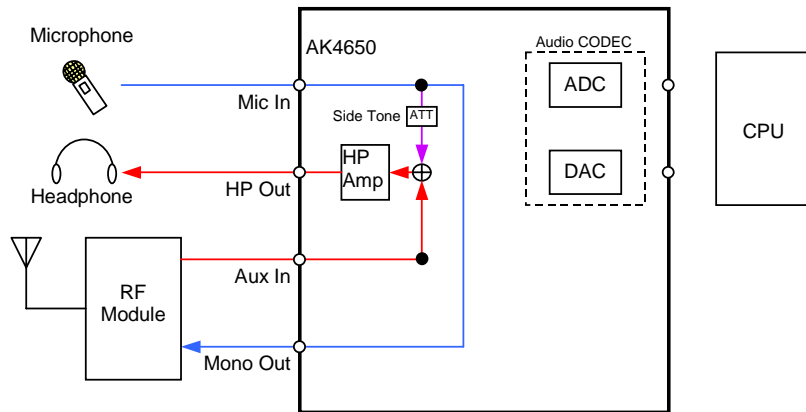 Microphone
AK4650
Audio CODEC
ADC
Mic In
Side Tone
ATT
CPU
HP
Amp
DAC
Headphone
HP Out
Aux In
RF
Module
Mono Out